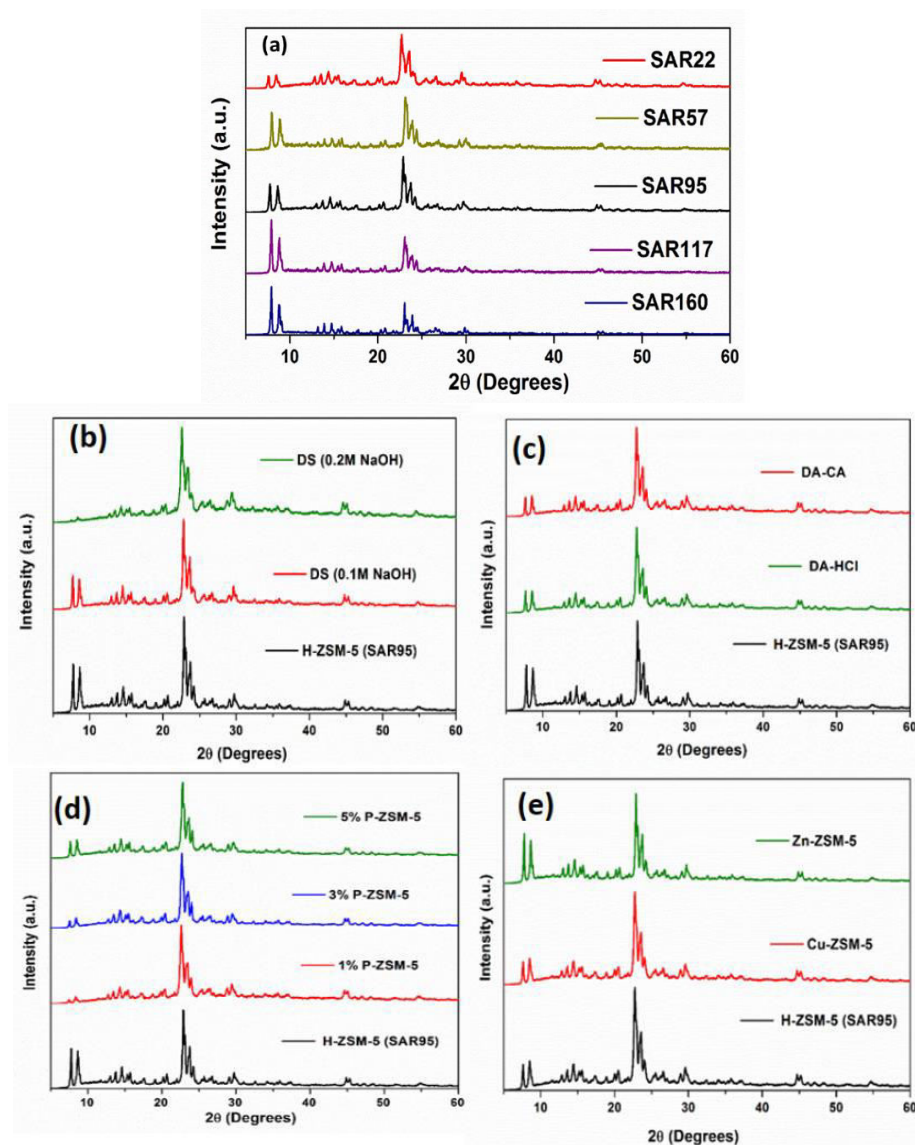 (a)
SAR22
SAR57
SAR95
SAR117
SAR160
Intensity (a.u.)
10 20 30 40 50 60
2θ (Degrees)
(b)
DS (0.2M NaOH)
DS (0.1M NaOH)
H-ZSM-5 (SAR95)
Intensity (a.u.)
10 20 30 40 50 60
2θ (Degrees)
(c)
DA-CA
DA-HCl
H-ZSM-5 (SAR95)
Intensity (a.u.)
10 20 30 40 50 60
2θ (Degrees)
(d)
5% P-ZSM-5
3% P-ZSM-5
1% P-ZSM-5
H-ZSM-5 (SAR95)
Intensity (a.u.)
10 20 30 40 50 60
2θ (Degrees)
(e)
Zn-ZSM-5
Cu-ZSM-5
H-ZSM-5 (SAR95)
Intensity (a.u.)
10 20 30 40 50 60
2θ (Degrees)